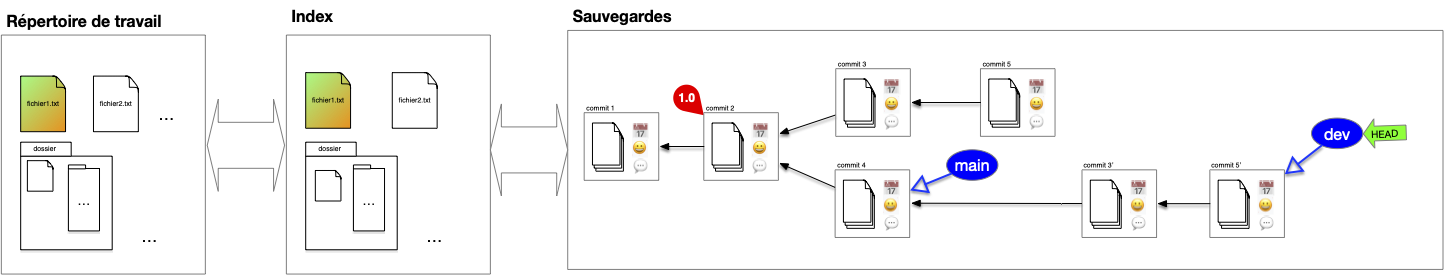 Répertoire de travail
Index
Sauvegardes
fichier1.txt
fichier2.txt
...
dossier
...
...
fichier1.txt
fichier2.txt
dossier
...
...
commit 1
17
1.0
commit 2
17
commit 3
17
commit 5
17
commit 4
17
main
commit 3'
17
commit 5'
17
dev
HEAD